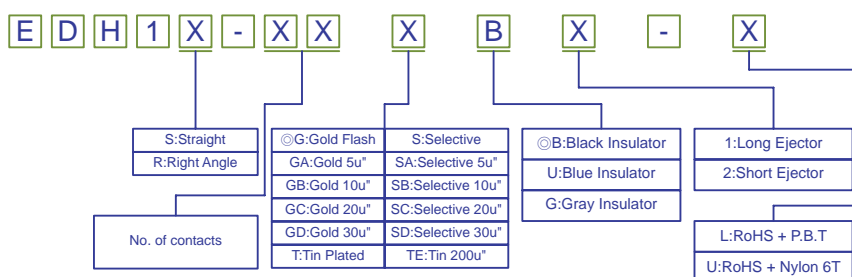 E D H 1 X - X X X B X - X
S:Straight
R:Right Angle
No. of contacts
◎G:Gold Flash S:Selective
GA:Gold 5u" SA:Selective 5u"
GB:Gold 10u" SB:Selective 10u"
GC:Gold 20u" SC:Selective 20u"
GD:Gold 30u" SD:Selective 30u"
T:Tin Plated TE:Tin 200u"
◎B:Black Insulator
U:Blue Insulator
G:Gray Insulator
1:Long Ejector
2:Short Ejector
L:RoHS + P.B.T
U:RoHS + Nylon 6T